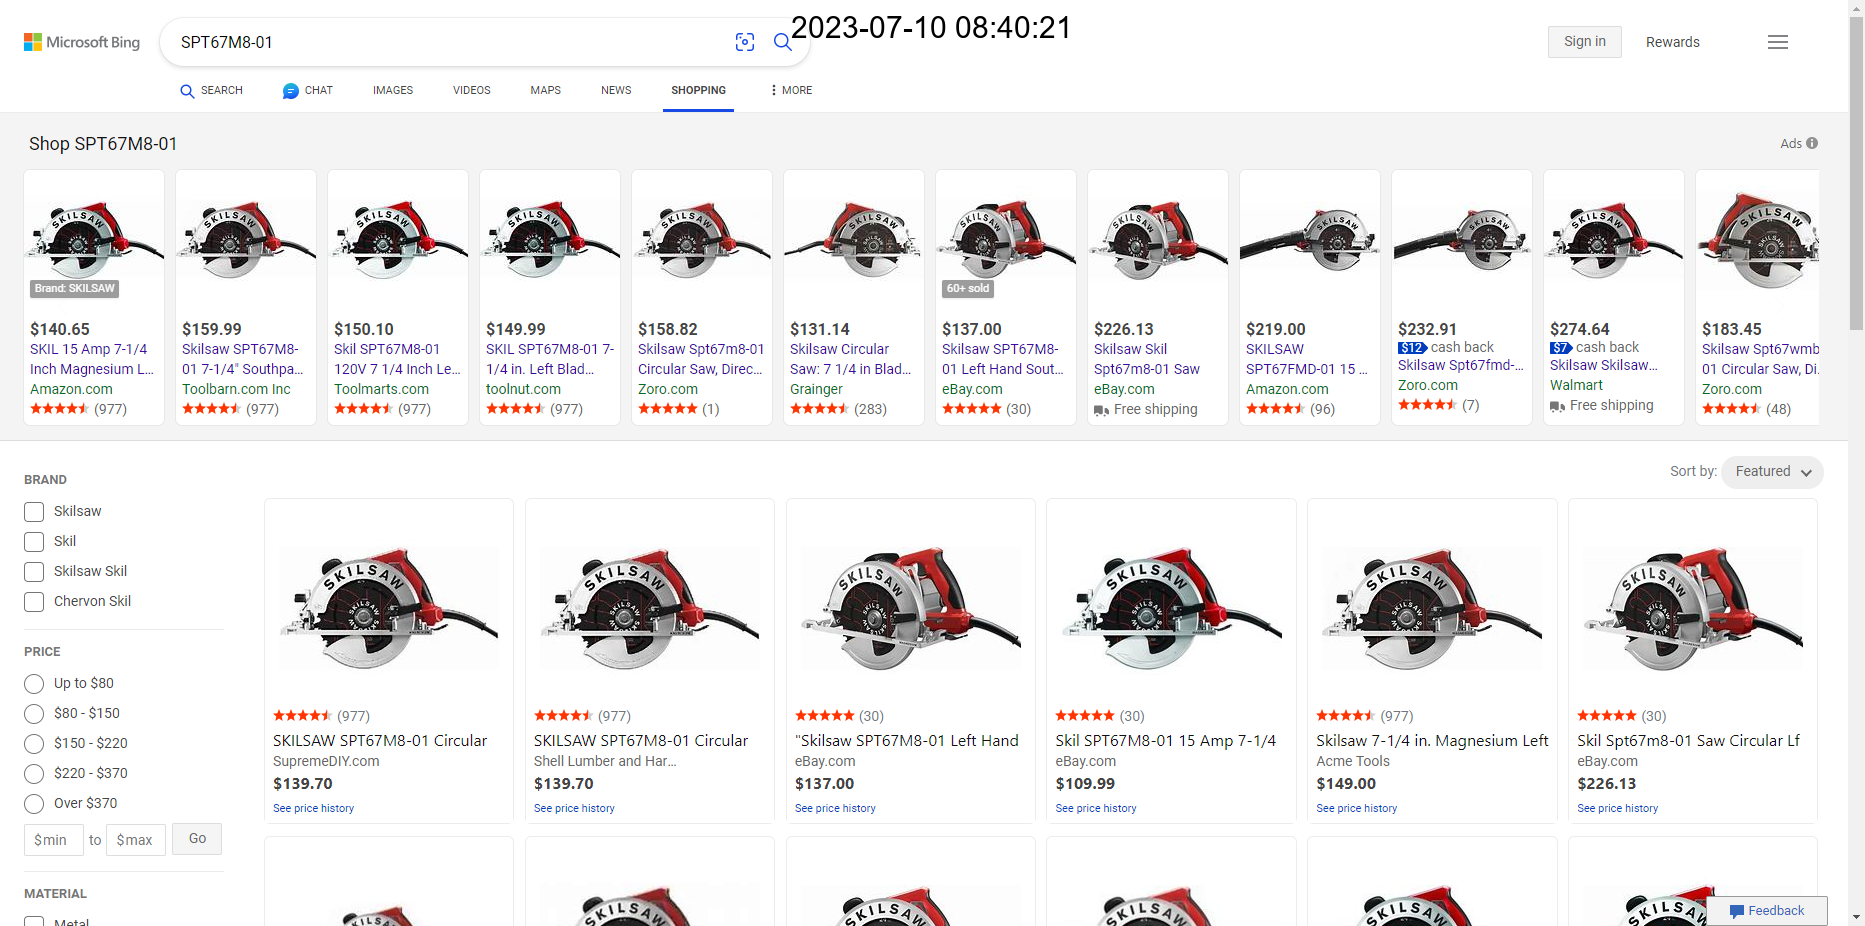 Microsoft Bing
SPT67M8-01
2023-07-10 08:40:21
Sign in
Rewards
SEARCH
CHAT
IMAGES
VIDEOS
MAPS
NEWS
SHOPPING
MORE
Shop SPT67M8-01
Ads
Brand: SKILSAW
$140.65
SKIL 15 Amp 7-1/4
Inch Magnesium L...
Amazon.com
(977)
$159.99
Skilsaw SPT67M8-
01 7-1/4" Southpa...
Toolbarn.com Inc
(977)
$150.10
Skil SPT67M8-01
120V 7 1/4 Inch Le...
Toolmarts.com
(977)
$149.99
SKIL SPT67M8-01 7-
1/4 in. Left Blad...
toolnut.com
(977)
$158.82
Skilsaw Spt67m8-01
Circular Saw, Direc...
Zoro.com
(1)
$131.14
Skilsaw Circular
Saw: 7 1/4 in Blad...
Grainger
(283)
60+ sold
$137.00
Skilsaw SPT67M8-
01 Left Hand Sout...
eBay.com
(30)
$226.13
Skilsaw Skil
Spt67m8-01 Saw
eBay.com
Free shipping
$219.00
SKILSAW
SPT67FMD-01 15 ...
Amazon.com
(96)
$232.91
$12 cash back
Skilsaw Spt67fmd-...
Zoro.com
(7)
$274.64
$7 cash back
Skilsaw Skilsaw...
Walmart
Free shipping
$183.45
Skilsaw Spt67wmb
01 Circular Saw, Di.
Zoro.com
(48)
Sort by: Featured
BRAND
Skilsaw
Skil
Skilsaw Skil
Chervon Skil
PRICE
Up to $80
$80 - $150
$150 - $220
$220 - $370
Over $370
$min to $max Go
MATERIAL
Metal
SKILSAW
(977)
SKILSAW SPT67M8-01 Circular
SupremeDIY.com
$139.70
See price history
SKILSAW
(977)
SKILSAW SPT67M8-01 Circular
Shell Lumber and Har...
$139.70
See price history
SKILSAW
(30)
"Skilsaw SPT67M8-01 Left Hand
eBay.com
$137.00
See price history
SKILSAW
(30)
Skil SPT67M8-01 15 Amp 7-1/4
eBay.com
$109.99
See price history
SKILSAW
(977)
Skilsaw 7-1/4 in. Magnesium Left
Acme Tools
$149.00
See price history
SKILSAW
(30)
Skil Spt67m8-01 Saw Circular Lf
eBay.com
$226.13
See price history
Feedback